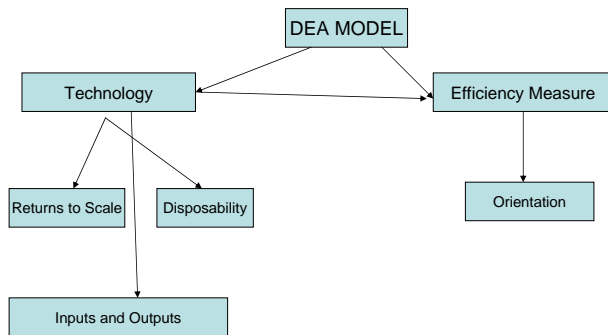 DEA MODEL
Technology
Efficiency Measure
Returns to Scale
Disposability
Orientation
Inputs and Outputs